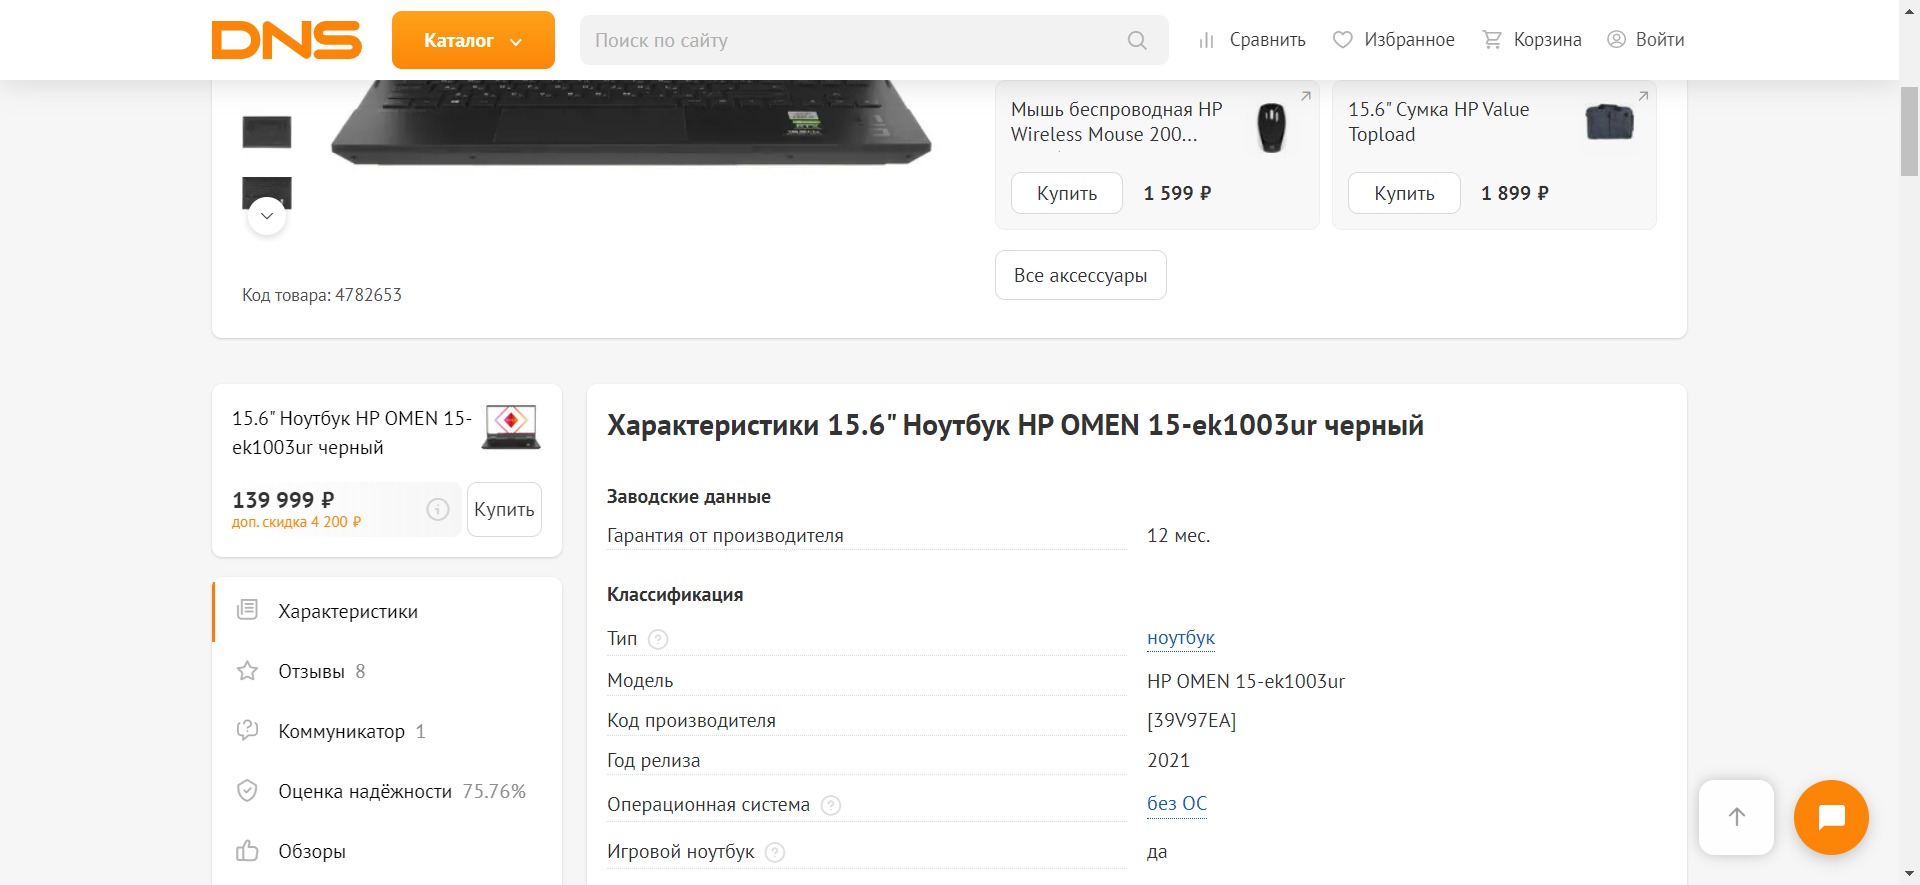 DNS
Каталог
Поиск по сайту
Сравнить
Избранное
Корзина
Войти
Мышь беспроводная HP
Wireless Mouse 200...
Купить
1 599 ₽
15.6" Сумка HP Value
Topload
Купить
1 899 ₽
Все аксессуары
Код товара: 4782653
15.6" Ноутбук HP OMEN 15-
ek1003ur черный
139 999 ₽
доп. скидка 4 200 ₽
Купить
Характеристики
Отзывы 8
Коммуникатор 1
Оценка надёжности 75.76%
Обзоры
Характеристики 15.6" Ноутбук HP OMEN 15-ek1003ur черный
Заводские данные
Гарантия от производителя 12 мес.
Классификация
Тип ? ноутбук
Модель HP OMEN 15-ek1003ur
Код производителя [39V97EA]
Год релиза 2021
Операционная система ? без ОС
Игровой ноутбук ? да